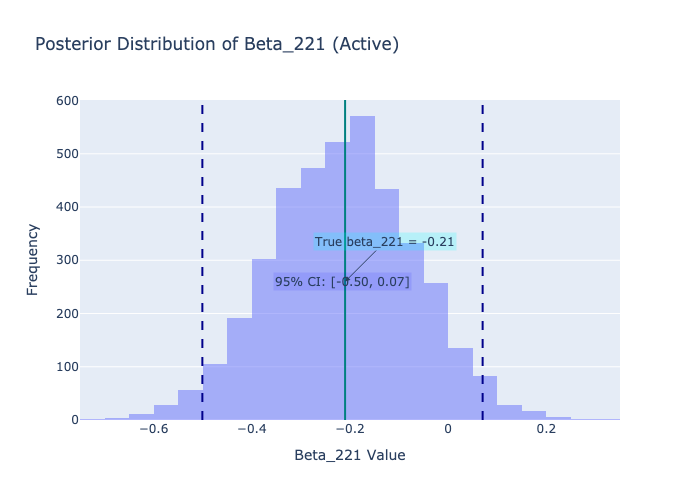 Posterior Distribution of Beta_221 (Active)
600
500
400
300
200
100
0
Frequency
True beta_221 = -0.21
95% CI: [-0.50, 0.07]
−0.6
−0.4
−0.2
0
0.2
Beta_221 Value